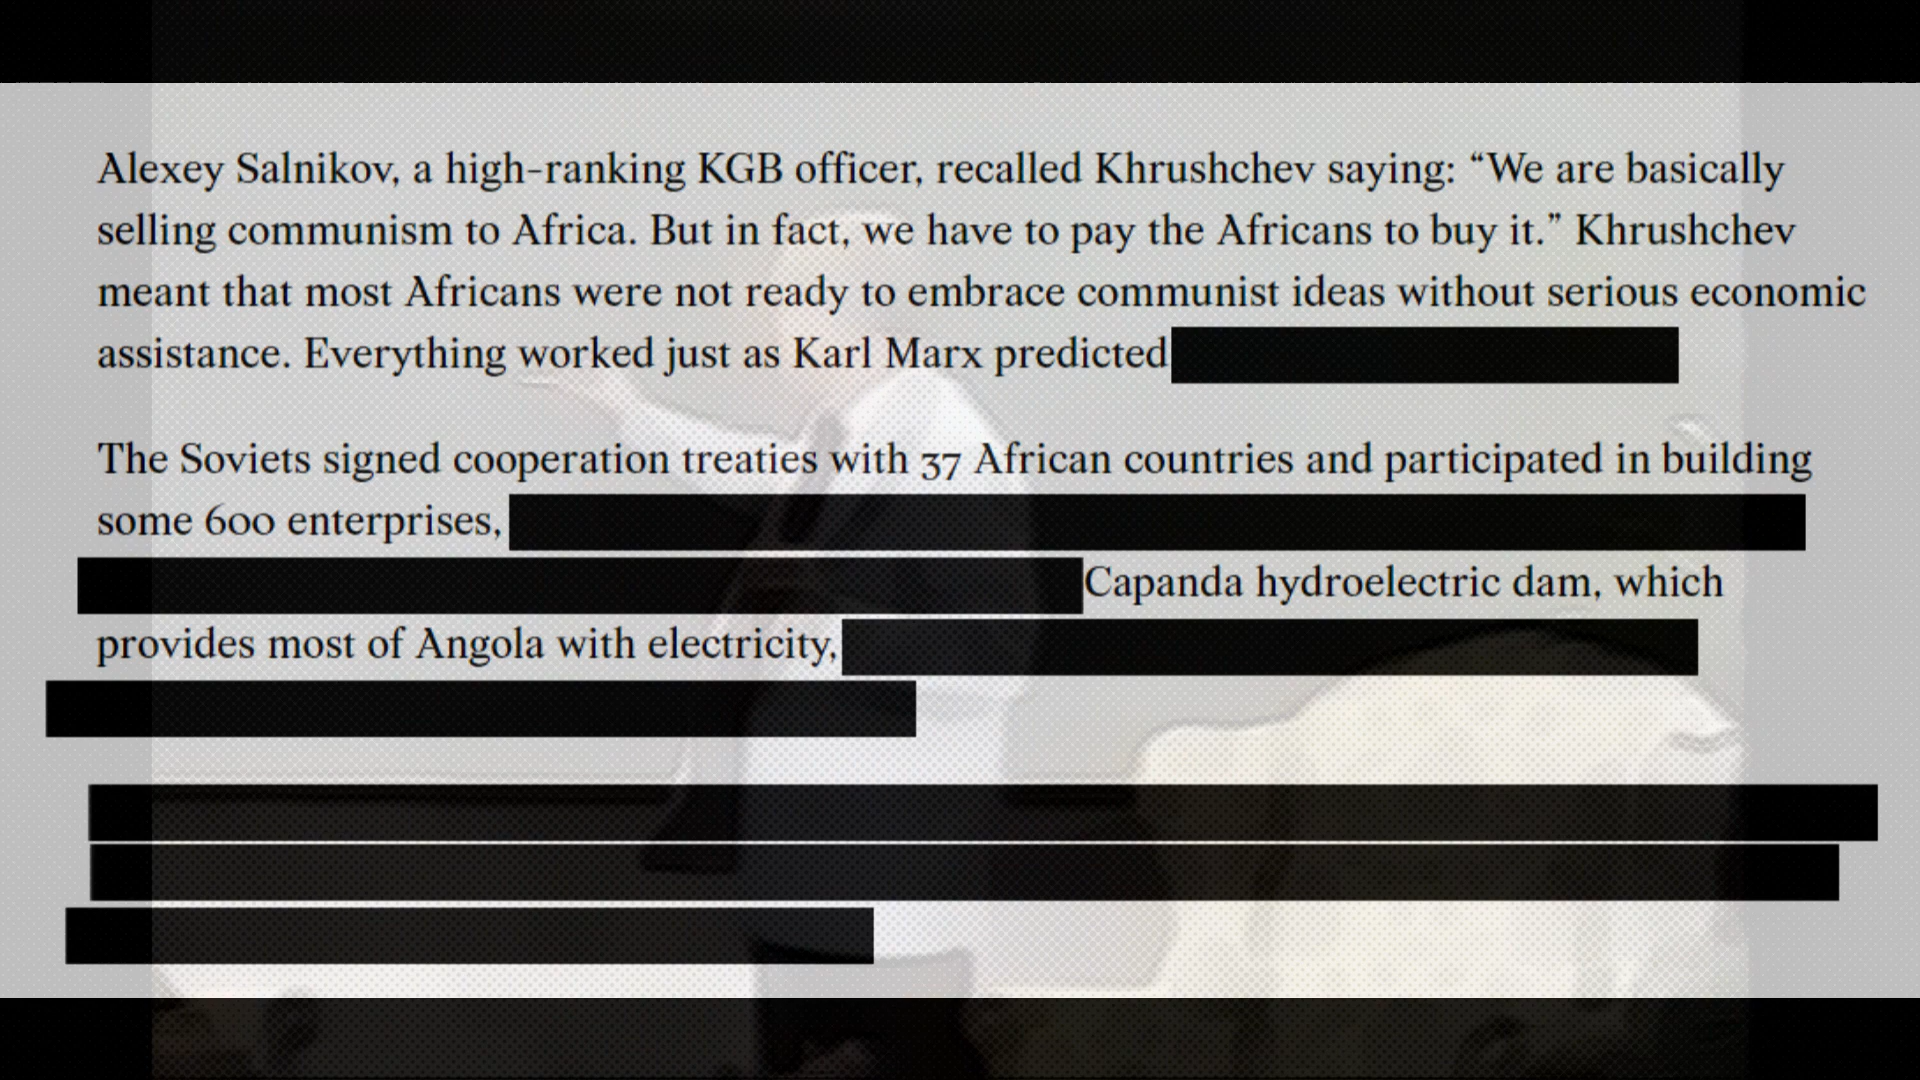 Alexey Salnikov, a high-ranking KGB officer, recalled Khrushchev saying: “We are basically
selling communism to Africa. But in fact, we have to pay the Africans to buy it.” Khrushchev
meant that most Africans were not ready to embrace communist ideas without serious economic
assistance. Everything worked just as Karl Marx predicted
The Soviets signed cooperation treaties with 37 African countries and participated in building
some 600 enterprises,
Capanda hydroelectric dam, which
provides most of Angola with electricity,